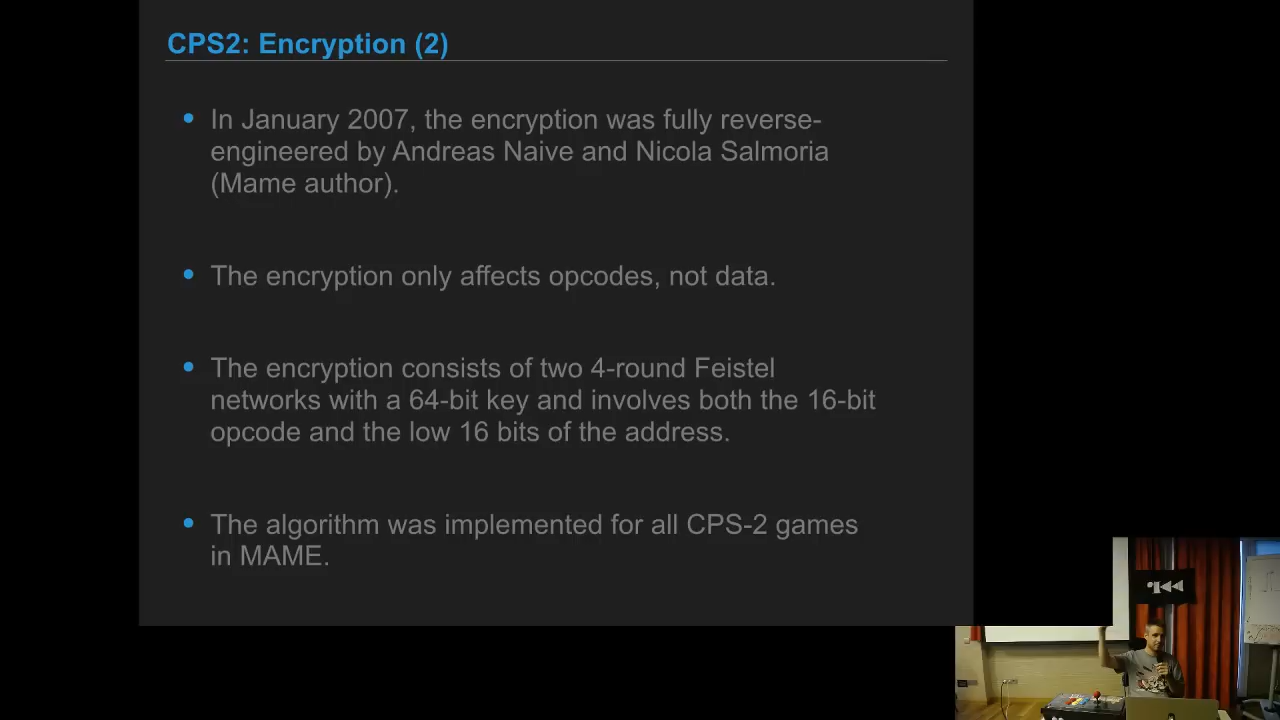 CPS2: Encryption (2)
In January 2007, the encryption was fully reverse-
engineered by Andreas Naive and Nicola Salmoria
(Mame author).
The encryption only affects opcodes, not data.
The encryption consists of two 4-round Feistel
networks with a 64-bit key and involves both the 16-bit
opcode and the low 16 bits of the address.
The algorithm was implemented for all CPS-2 games
in MAME.